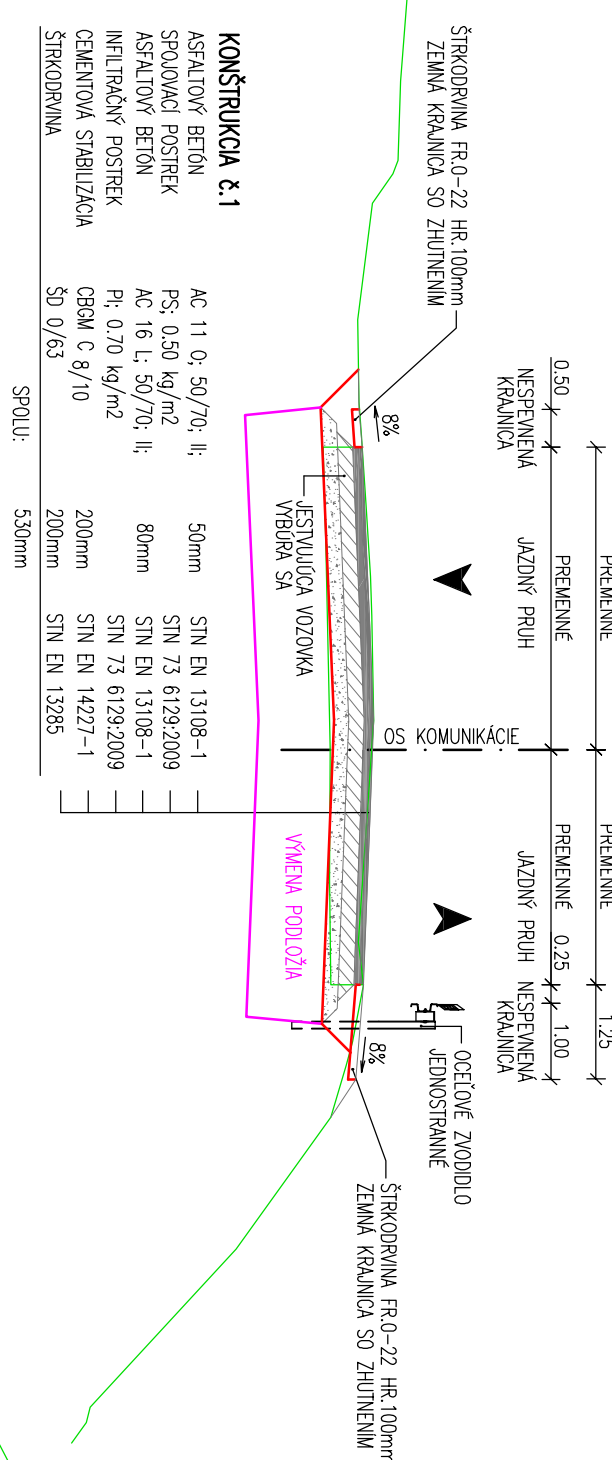 PREMENNÉ
PREMENNÉ
1.25
0.50
PREMENNÉ
PREMENNÉ
0.25
1.00
NESPEVNENÁ
KRAJNICA
JAZDNÝ PRUH
JAZDNÝ PRUH
NESPEVNENÁ
KRAJNICA
ŠTRKODRVINA FR.0-22 HR.100mm
ZEMNÁ KRAJNICA SO ZHUTNENÍM
OS KOMUNIKÁCIE
OCEĽOVÉ ZVODIDLO
JEDNOSTRANNÉ
8%
8%
ŠTRKODRVINA FR.0-22 HR.100mm
ZEMNÁ KRAJNICA SO ZHUTNENÍM
JESTVUJÚCA VOZOVKA
VYBÚRA SA
VÝMENA PODLOŽIA
KONŠTRUKCIA č.1
ASFALTOVÝ BETÓN AC 11 O; 50/70; II; 50mm STN EN 13108-1
SPOJOVACÍ POSTREK PS; 0.50 kg/m2 STN 73 6129:2009
ASFALTOVÝ BETÓN AC 16 L; 50/70; II; 80mm STN EN 13108-1
INFILTRAČNÝ POSTREK PI; 0.70 kg/m2 STN 73 6129:2009
CEMENTOVÁ STABILIZÁCIA CBGM C 8/10 200mm STN EN 14227-1
ŠTRKODRVINA ŠD 0/63 200mm STN EN 13285
SPOLU: 530mm